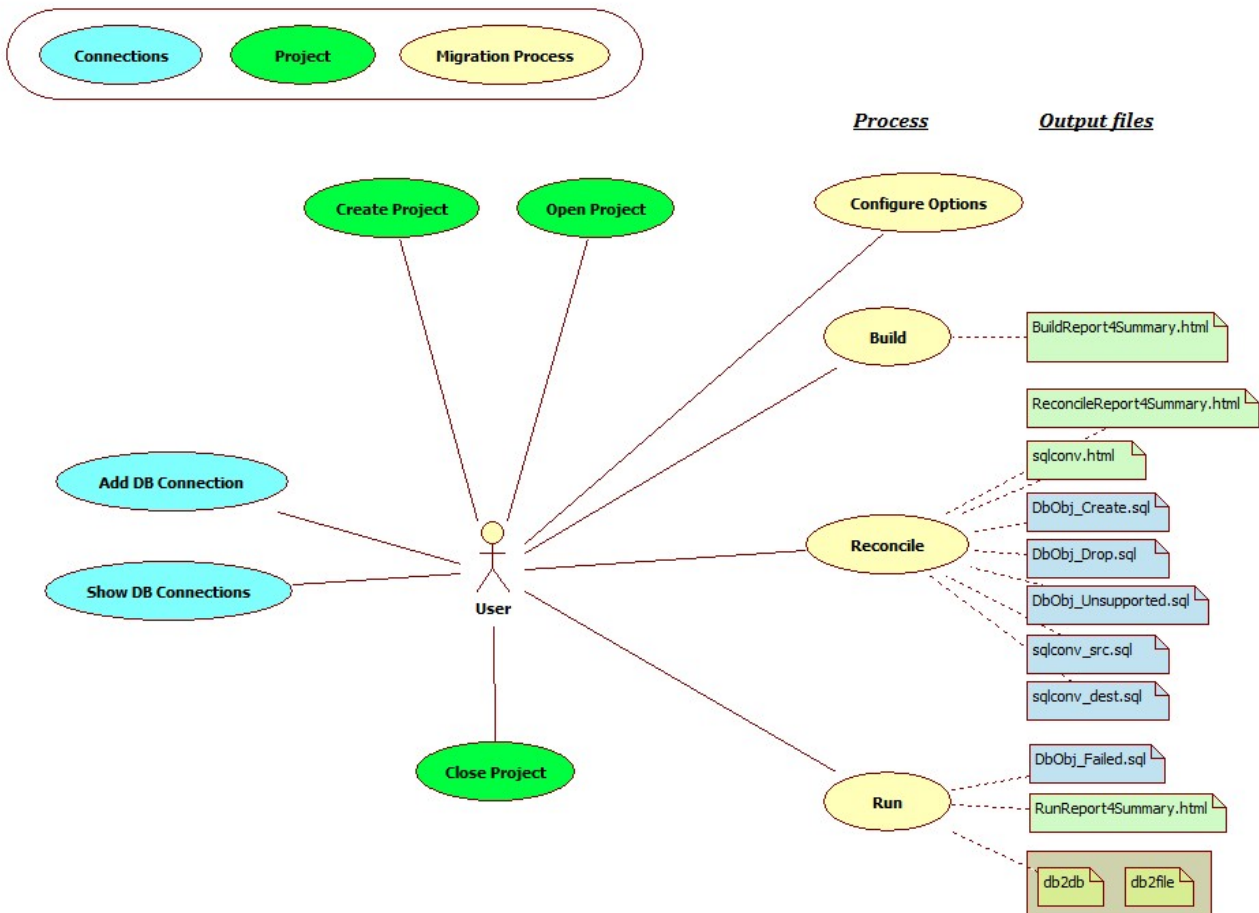 Connections
Project
Migration Process
Process
Output files
Create Project
Open Project
Configure Options
Build
BuildReport4Summary.html
ReconcileReport4Summary.html
sqlconv.html
Add DB Connection
DbObj_Create.sql
Reconcile
DbObj_Drop.sql
Show DB Connections
DbObj_Unsupported.sql
User
sqlconv_src.sql
sqlconv_dest.sql
Close Project
DbObj_Failed.sql
Run
RunReport4Summary.html
db2db
db2file